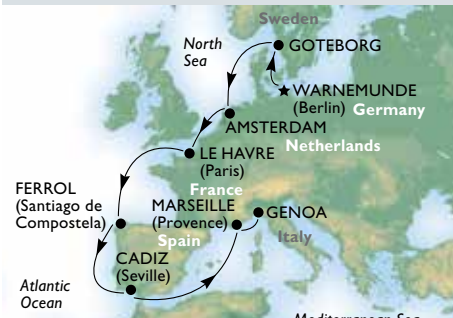 Sweden
North
Sea
GOTEBORG
WARNEMUNDE
(Berlin) Germany
AMSTERDAM
Netherlands
LE HAVRE
(Paris)
France
FERROL
(Santiago de
Compostela)
MARSEILLE
(Provence)
GENOA
Spain
Italy
CADIZ
(Seville)
Atlantic
Ocean
Mediterranean Sea